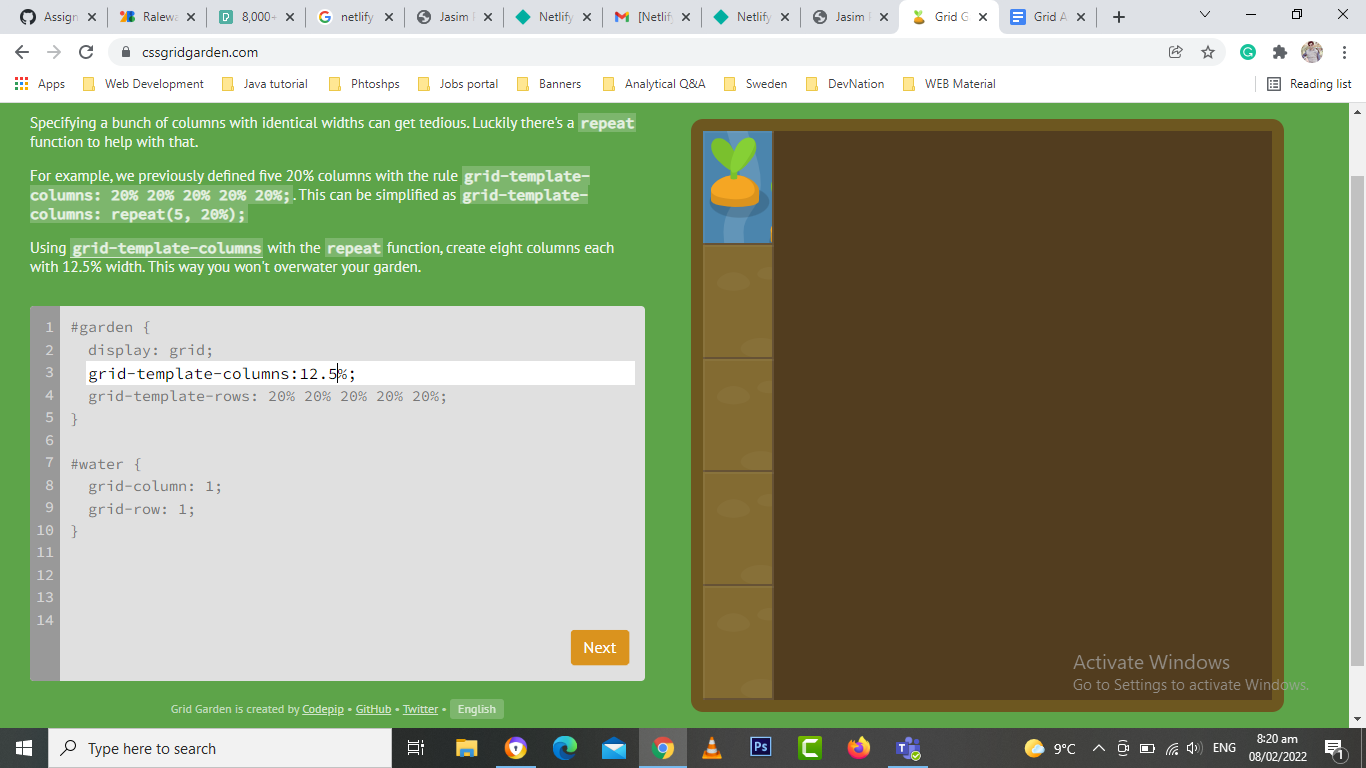 Assign
Ralewa
8,000+
netlify
Jasim
Netlify
[Netlif
Netlify
Jasim
Grid G
Grid A
cssgridgarden.com
Apps
Web Development
Java tutorial
Phtoshps
Jobs portal
Banners
Analytical Q&A
Sweden
DevNation
WEB Material
Reading list
Specifying a bunch of columns with identical widths can get tedious. Luckily there's a repeat
function to help with that.
For example, we previously defined five 20% columns with the rule grid-template-
columns: 20% 20% 20% 20% 20%;. This can be simplified as grid-template-
columns: repeat(5, 20%);
Using grid-template-columns with the repeat function, create eight columns each
with 12.5% width. This way you won't overwater your garden.
1 #garden {
2 display: grid;
3 grid-template-columns:12.5%;
4 grid-template-rows: 20% 20% 20% 20% 20%;
5 }
6
7 #water {
8 grid-column: 1;
9 grid-row: 1;
10 }
11
12
13
14
Next
Activate Windows
Go to Settings to activate Windows.
Grid Garden is created by Codepip • GitHub • Twitter • English
Type here to search
Ps
9°C
ENG
8:20 am
08/02/2022
1